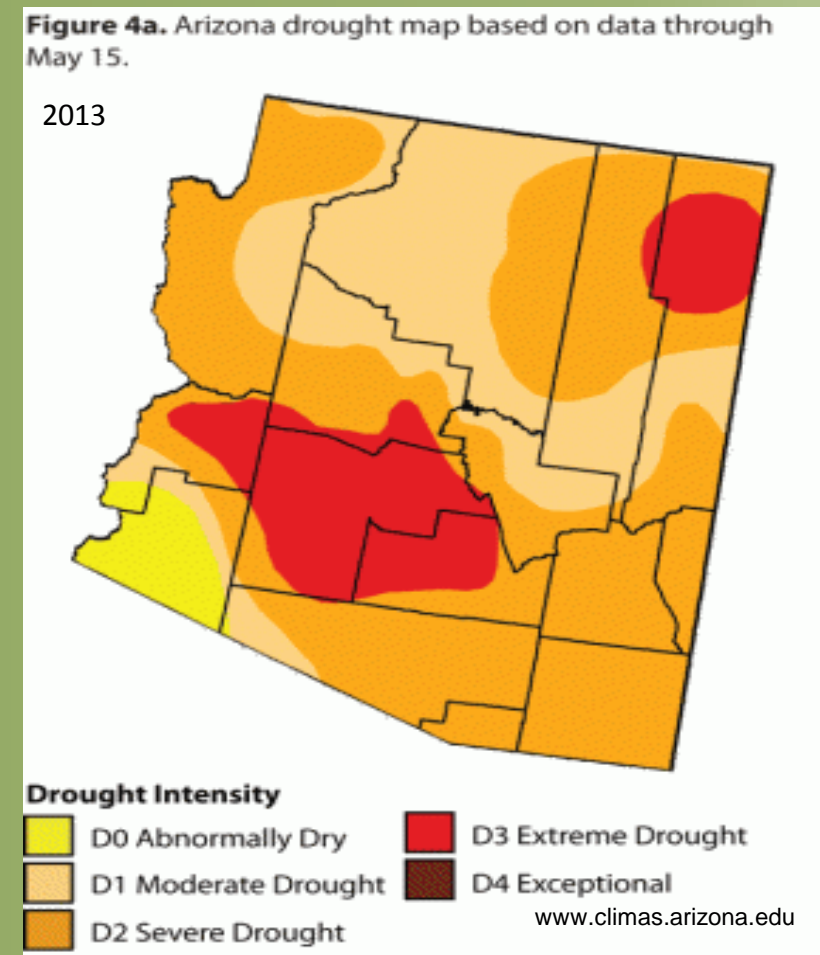 Figure 4a. Arizona drought map based on data through
May 15.
2013
Drought Intensity
D0 Abnormally Dry
D1 Moderate Drought
D2 Severe Drought
D3 Extreme Drought
D4 Exceptional
www.climas.arizona.edu